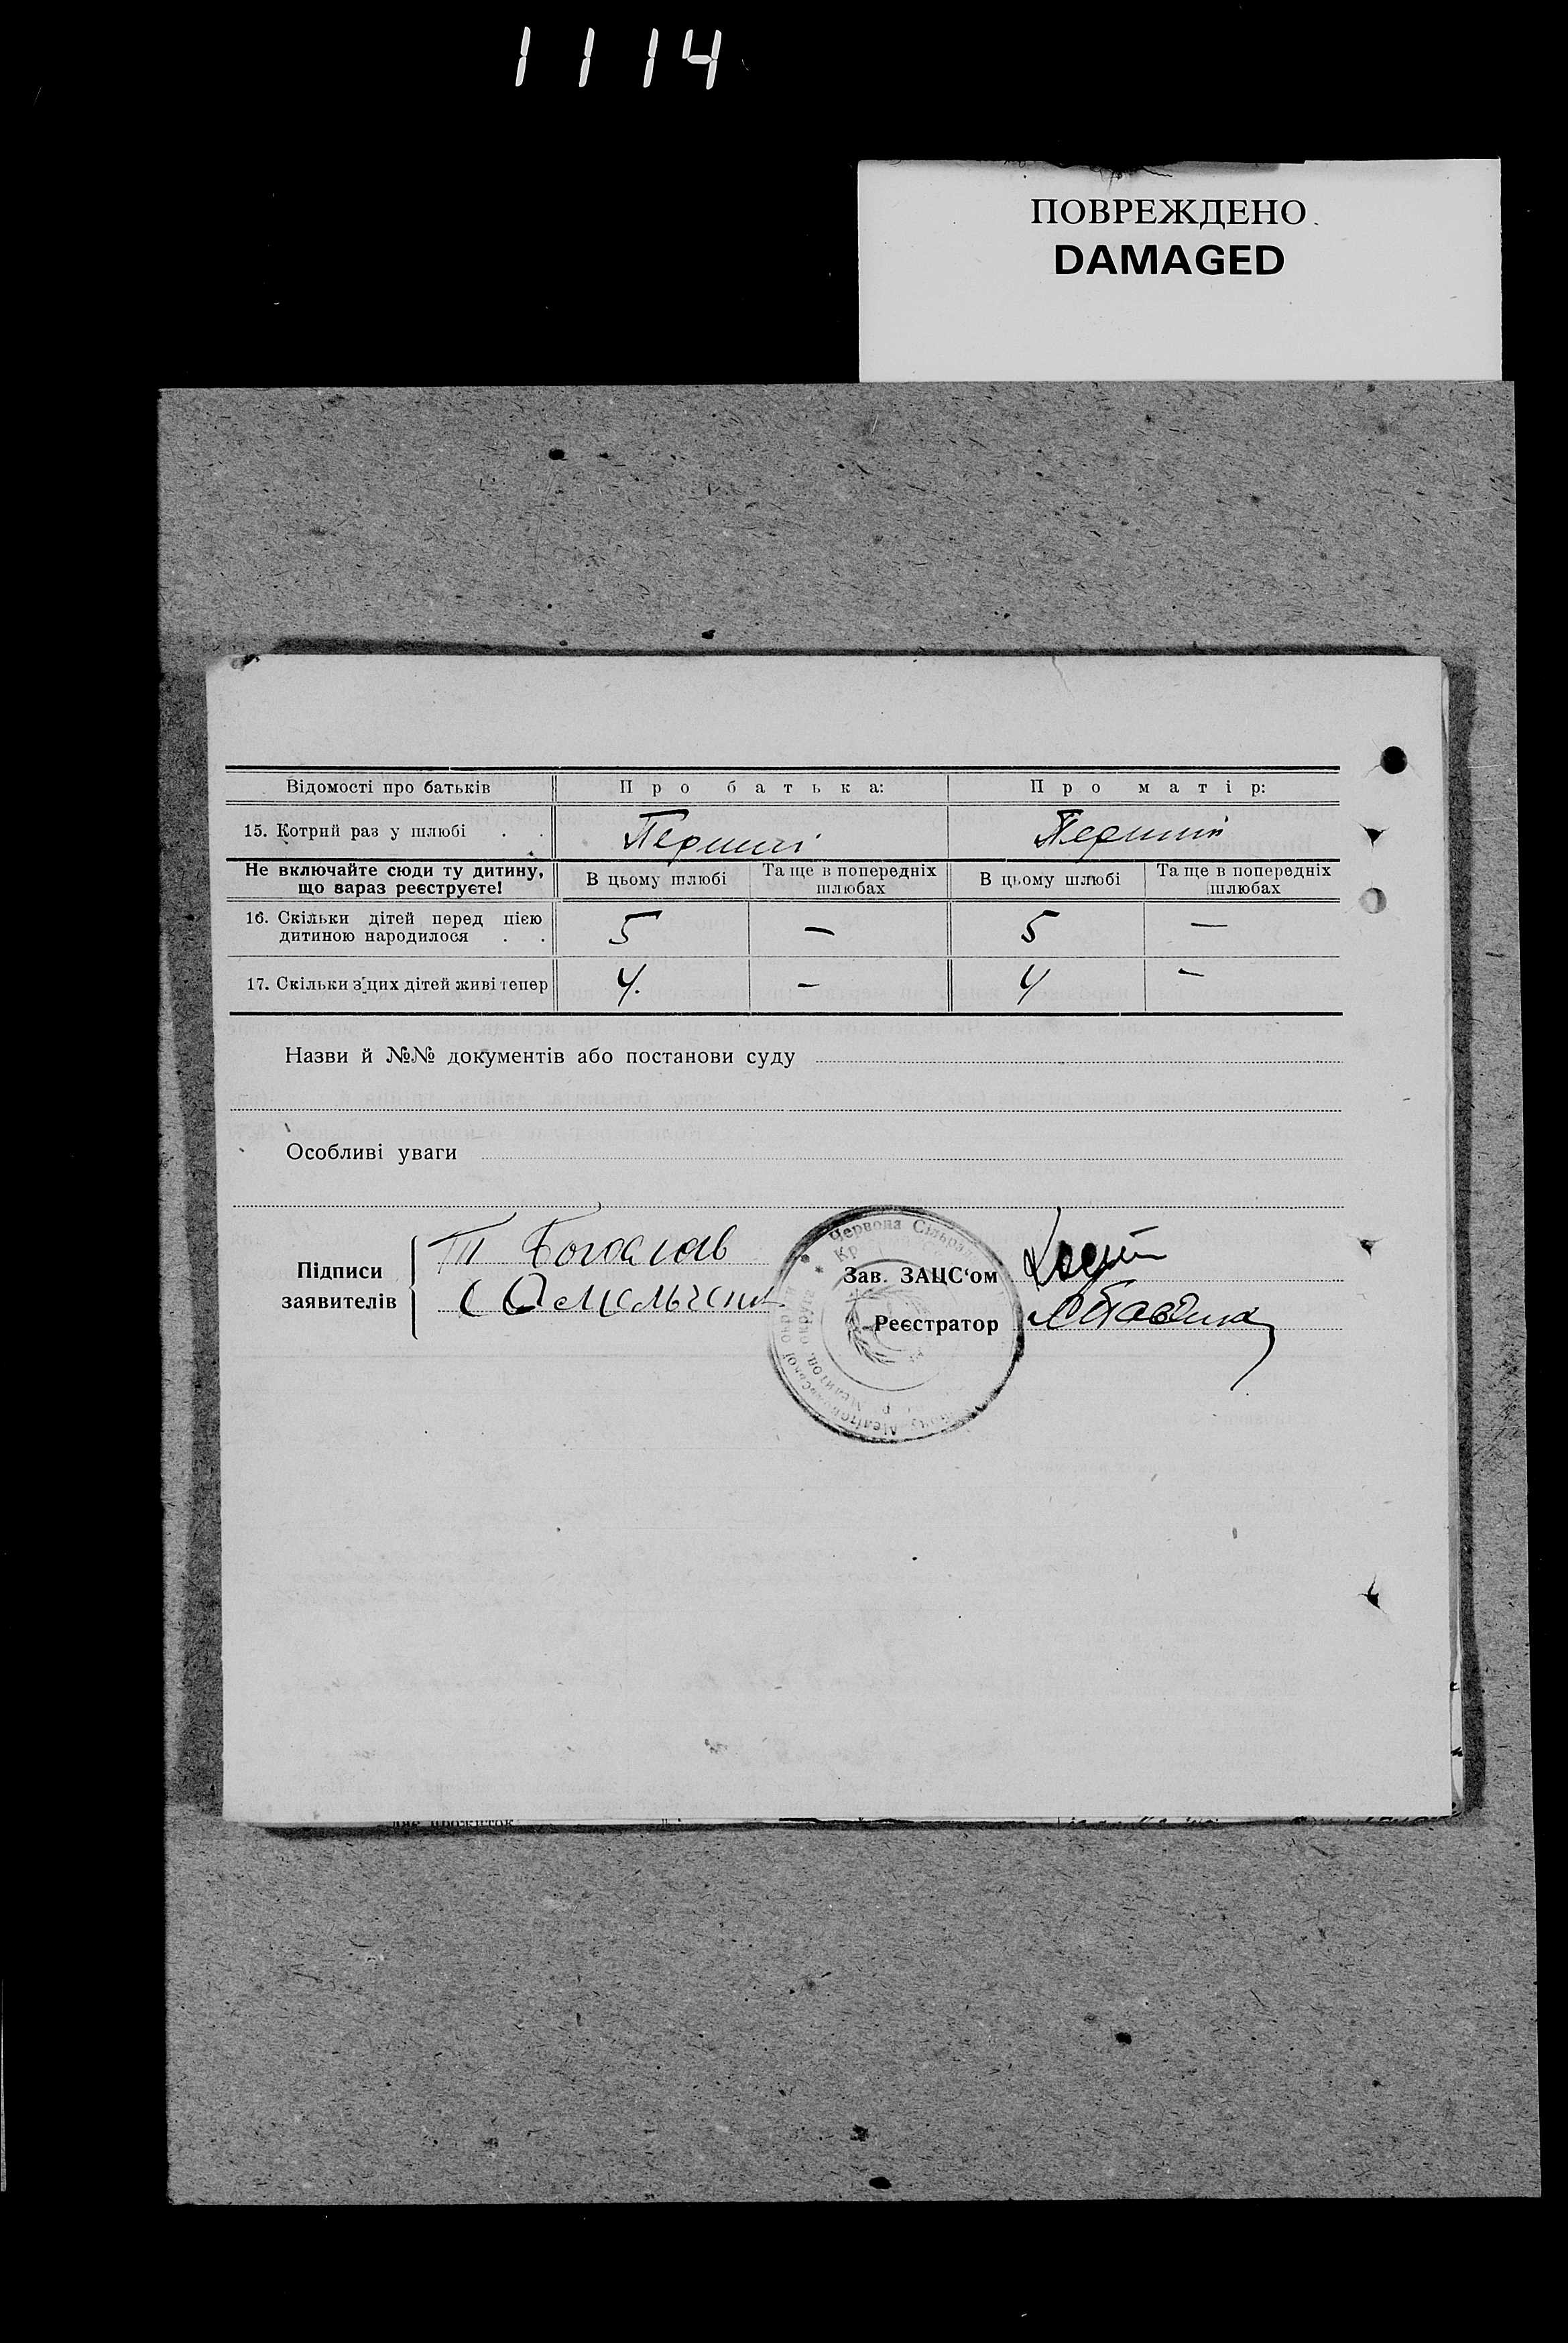 1114
ПОВРЕЖДЕНО
DAMAGED
Відомості про батьків Про батька: Про матір:
15. Котрий раз у шлюбі . . Перший Перший
Не включайте сюди ту дитину, що зараз реєструєте! В цьому шлюбі Та ще в попередніх шлюбах В цьому шлюбі Та ще в попередніх шлюбах
16. Скільки дітей перед цією
дитиною народилося . . 5 — 5 —
17. Скільки з цих дітей живі тепер 4. — 4 —
Назви й №№ документів або постанови суду
Особливі уваги
Підписи
заявителів
Зав. ЗАЦС‘ом
Реєстратор
Червона Сільрада